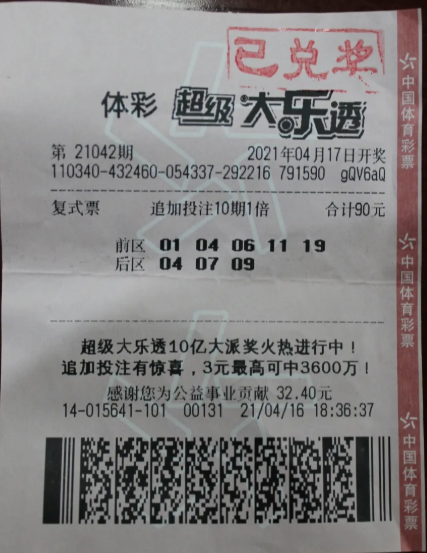 已兑奖
体彩 超级大乐透
第 21042期 2021年04月17日开奖
110340-432460-054337-292216 791590 gQV6aQ
复式票 追加投注10期1倍 合计90元
前区 01 04 06 11 19
后区 04 07 09
超级大乐透10亿大派奖火热进行中！
追加投注有惊喜，3元最高可中3600万！
感谢您为公益事业贡献 32.40元
14-015641-101 00131 21/04/16 18:36:37
中国体育彩票
中国体育彩票
中国体育彩票